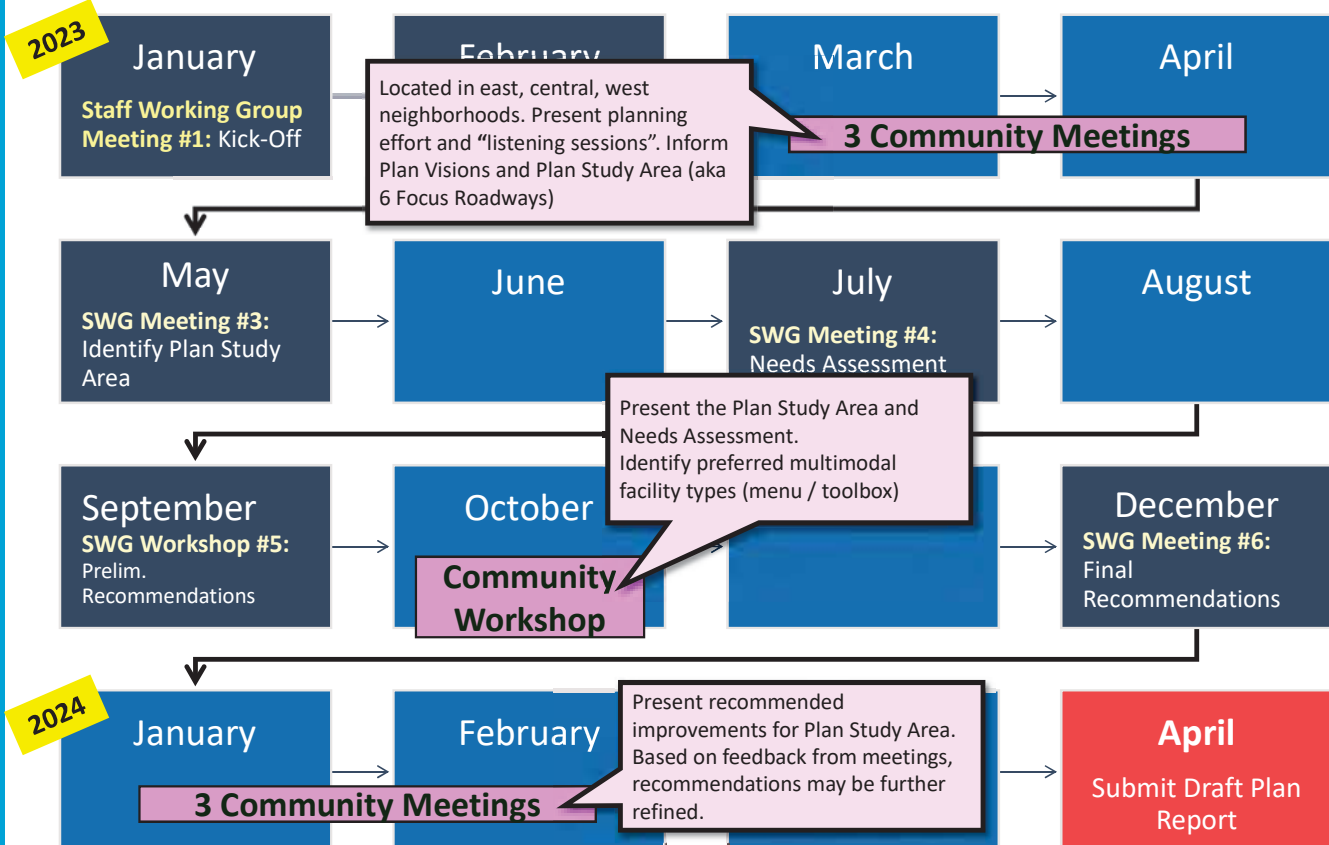 2023
January
Staff Working Group
Meeting #1: Kick-Off
February
Located in east, central, west
neighborhoods. Present planning
effort and “listening sessions”. Inform
Plan Visions and Plan Study Area (aka
6 Focus Roadways)
March
April
3 Community Meetings
May
SWG Meeting #3:
Identify Plan Study
Area
June
July
SWG Meeting #4:
Needs Assessment
August
Present the Plan Study Area and
Needs Assessment.
Identify preferred multimodal
facility types (menu / toolbox)
September
SWG Workshop #5:
Prelim.
Recommendations
October
Community
Workshop
December
SWG Meeting #6:
Final
Recommendations
2024
January
February
3 Community Meetings
Present recommended
improvements for Plan Study Area.
Based on feedback from meetings,
recommendations may be further
refined.
April
Submit Draft Plan
Report